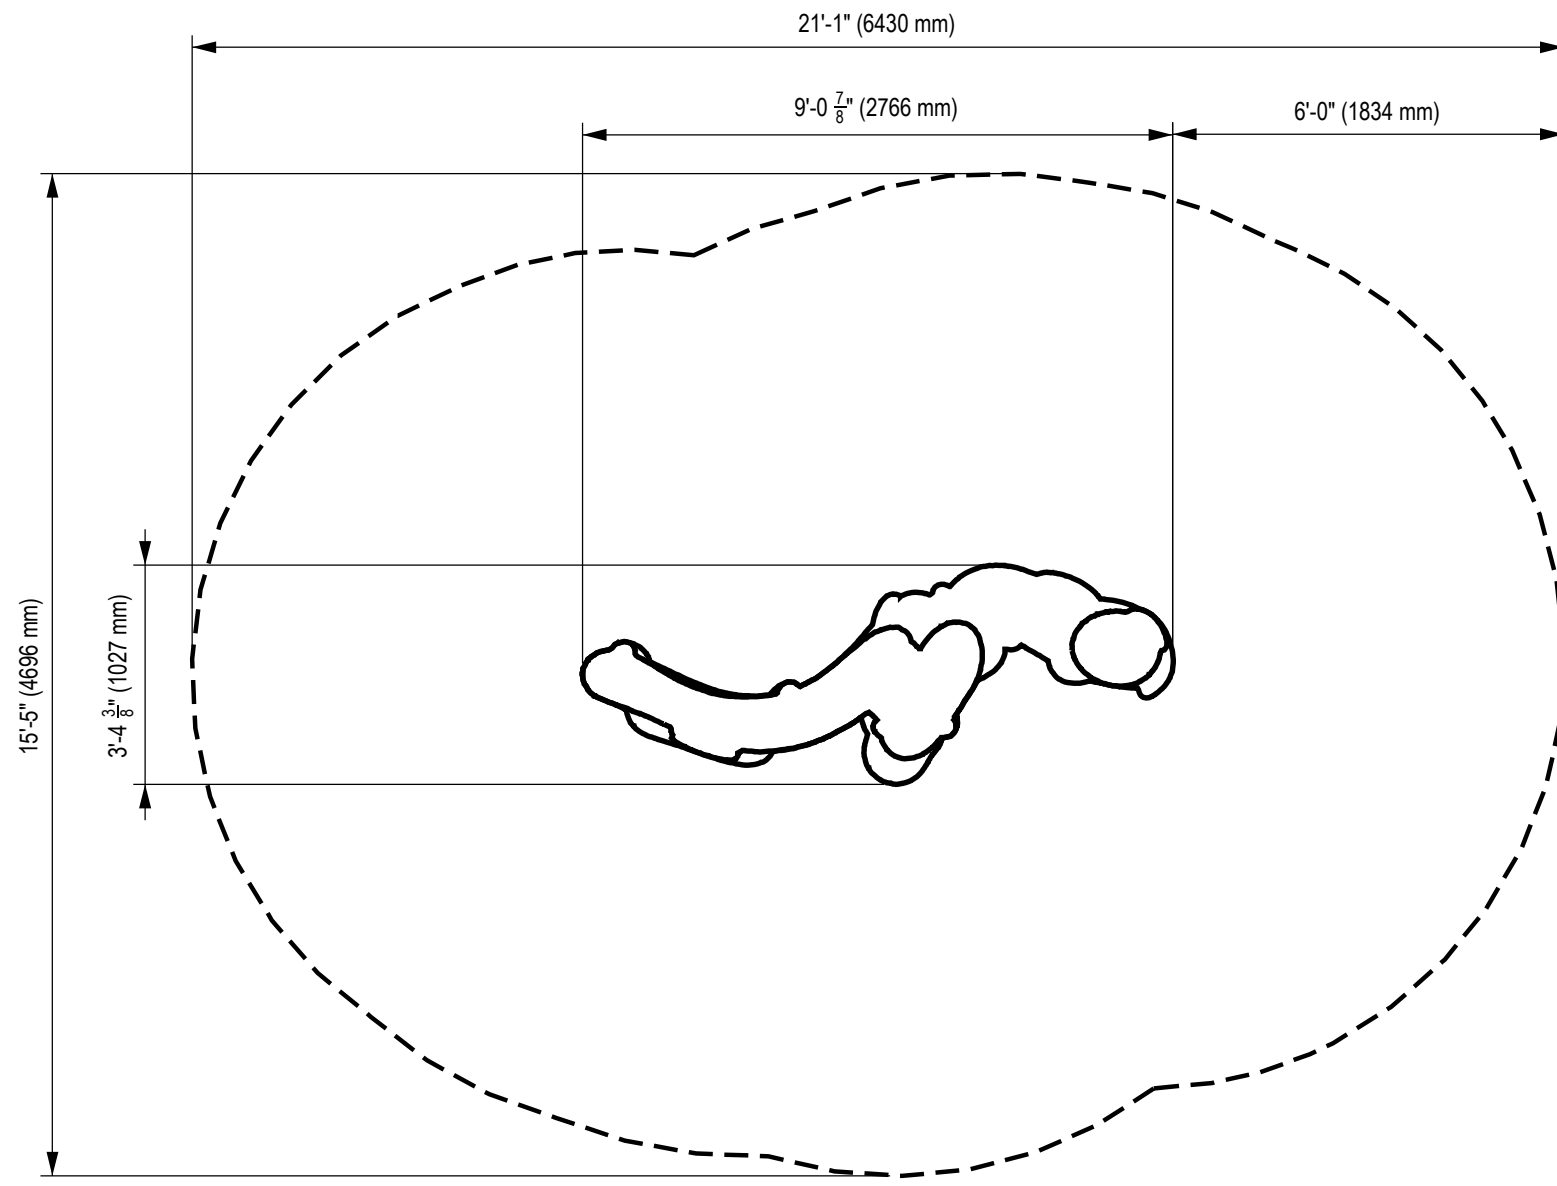 21'-1" (6430 mm)
9'-0 7/8" (2766 mm)
6'-0" (1834 mm)
15'-5" (4696 mm)
3'-4 3/8" (1027 mm)